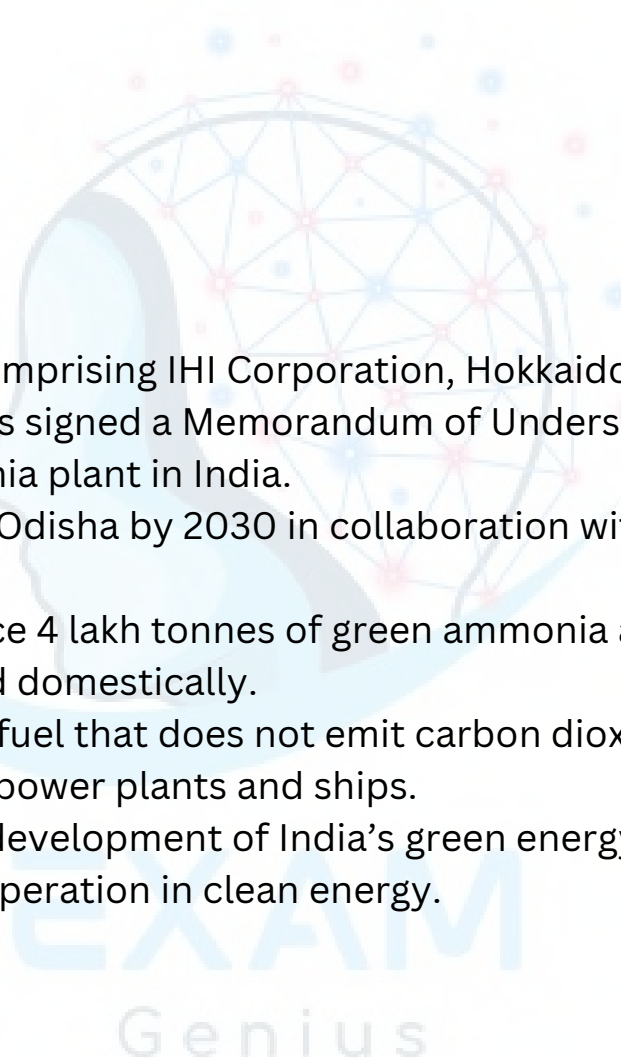 mprising IHI Corporation, Hokkaido
s signed a Memorandum of Unders
nia plant in India.
Odisha by 2030 in collaboration wi
ce 4 lakh tonnes of green ammonia a
d domestically.
fuel that does not emit carbon diox
power plants and ships.
development of India’s green energy
peration in clean energy.
EXAM
Genius